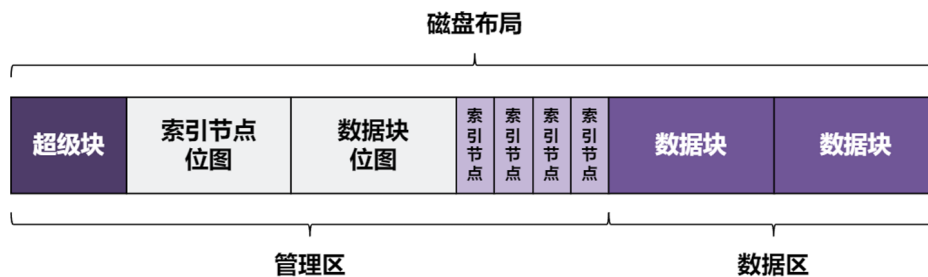 磁盘布局
超级块
索引节点
位图
数据块
位图
索引节点
索引节点
索引节点
索引节点
数据块
数据块
管理区
数据区